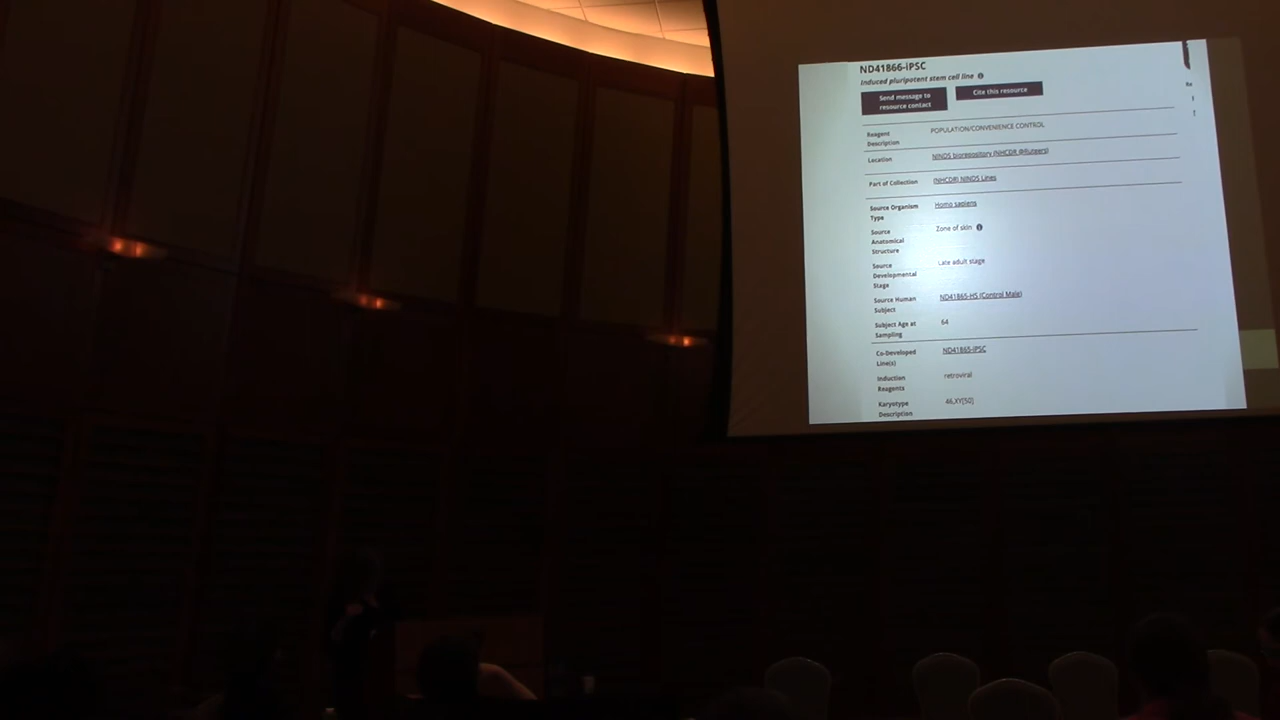 ND41866-iPSC
Induced pluripotent stem cell line
Send message to
resource contact
Cite this resource
Reagent
Description
POPULATION/CONVENIENCE CONTROL
Location
NINDS biorepository (NHCDR @Rutgers)
Part of Collection
(NHCDR) NINDS Lines
Source Organism
Type
Homo sapiens
Source
Anatomical
Structure
Zone of skin
Source
Developmental
Stage
Late adult stage
Source Human
Subject
ND41865-HS (Control Male)
Subject Age at
Sampling
64
Co-Developed
Line(s)
ND41865-iPSC
Induction
Reagents
retroviral
Karyotype
Description
46,XY[50]